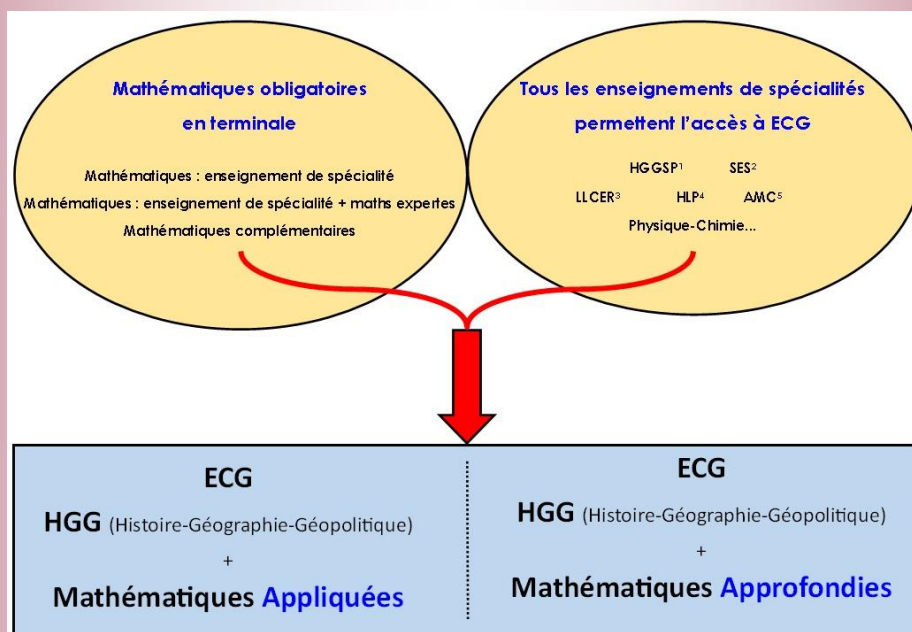 Mathématiques obligatoires
en terminale
Mathématiques : enseignement de spécialité
Mathématiques : enseignement de spécialité + maths expertes
Mathématiques complémentaires
Tous les enseignements de spécialités
permettent l’accès à ECG
HGGSP¹ SES²
LLCER³ HLP⁴ AMC⁵
Physique-Chimie...
ECG
HGG (Histoire-Géographie-Géopolitique)
+
Mathématiques Appliquées
ECG
HGG (Histoire-Géographie-Géopolitique)
+
Mathématiques Approfondies